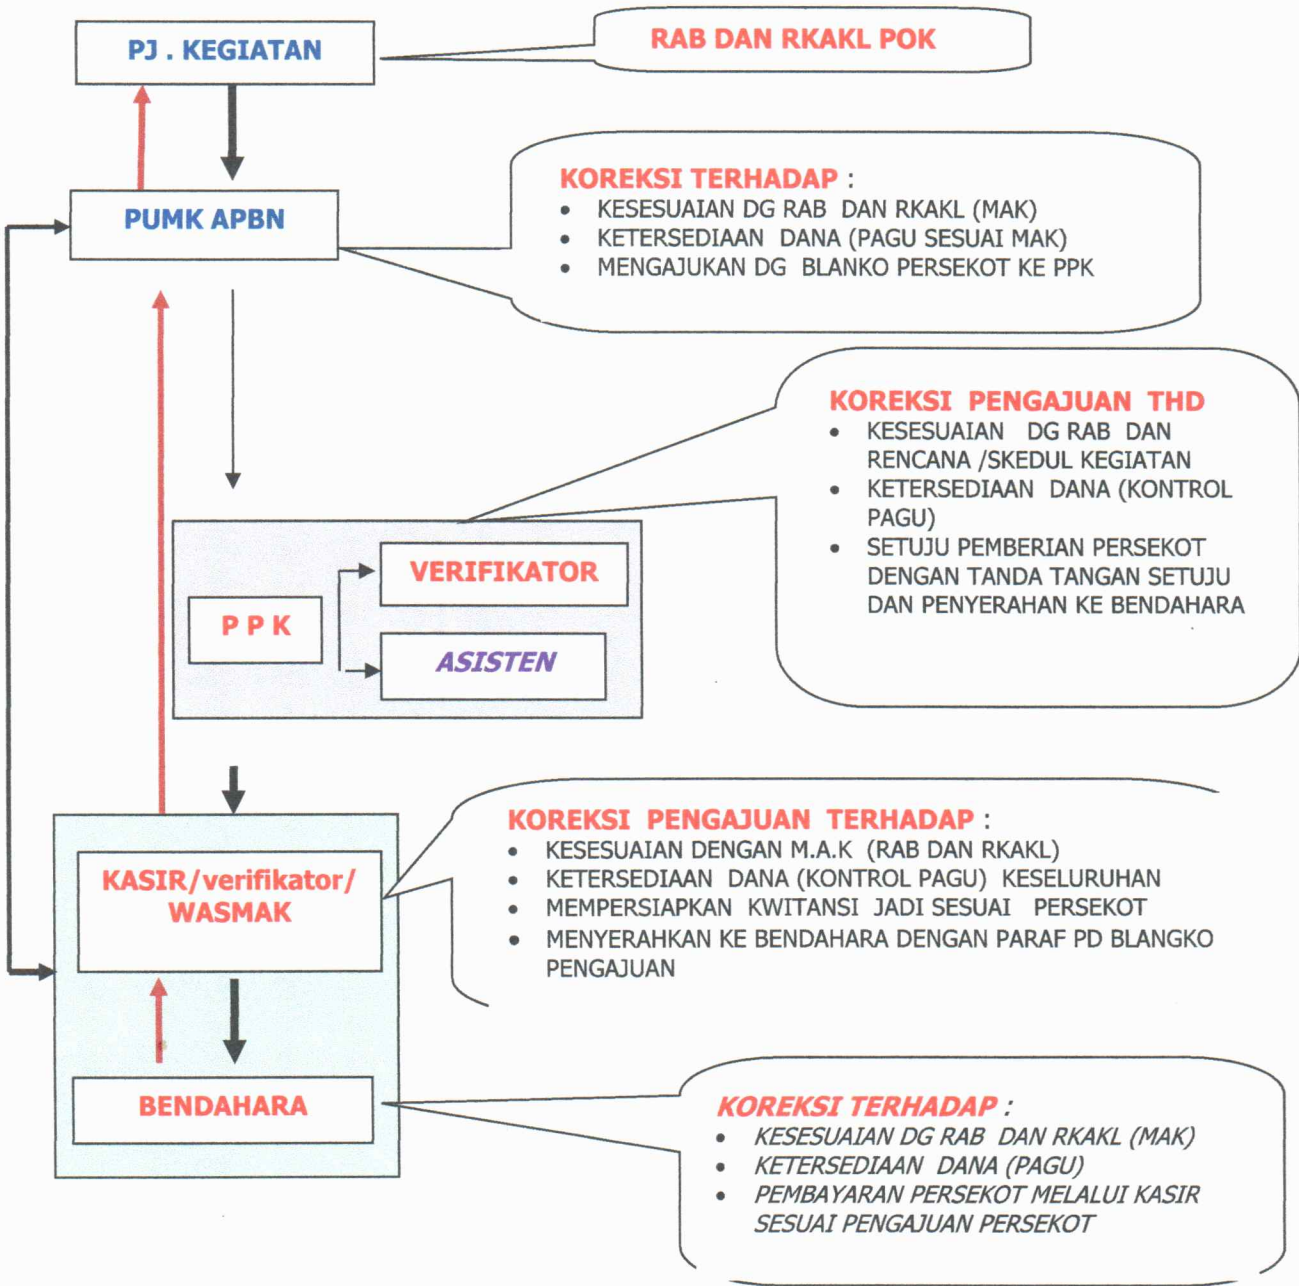 PJ . KEGIATAN
RAB DAN RKAKL POK
PUMK APBN
KOREKSI TERHADAP :
• KESESUAIAN DG RAB DAN RKAKL (MAK)
• KETERSEDIAAN DANA (PAGU SESUAI MAK)
• MENGAJUKAN DG BLANKO PERSEKOT KE PPK
KOREKSI PENGAJUAN THD
• KESESUAIAN DG RAB DAN
RENCANA /SKEDUL KEGIATAN
• KETERSEDIAAN DANA (KONTROL
PAGU)
• SETUJU PEMBERIAN PERSEKOT
DENGAN TANDA TANGAN SETUJU
DAN PENYERAHAN KE BENDAHARA
P P K
VERIFIKATOR
ASISTEN
KASIR/verifikator/
WASMAK
KOREKSI PENGAJUAN TERHADAP :
• KESESUAIAN DENGAN M.A.K (RAB DAN RKAKL)
• KETERSEDIAAN DANA (KONTROL PAGU) KESELURUHAN
• MEMPERSIAPKAN KWITANSI JADI SESUAI PERSEKOT
• MENYERAHKAN KE BENDAHARA DENGAN PARAF PD BLANGKO
PENGAJUAN
BENDAHARA
KOREKSI TERHADAP :
• KESESUAIAN DG RAB DAN RKAKL (MAK)
• KETERSEDIAAN DANA (PAGU)
• PEMBAYARAN PERSEKOT MELALUI KASIR
SESUAI PENGAJUAN PERSEKOT